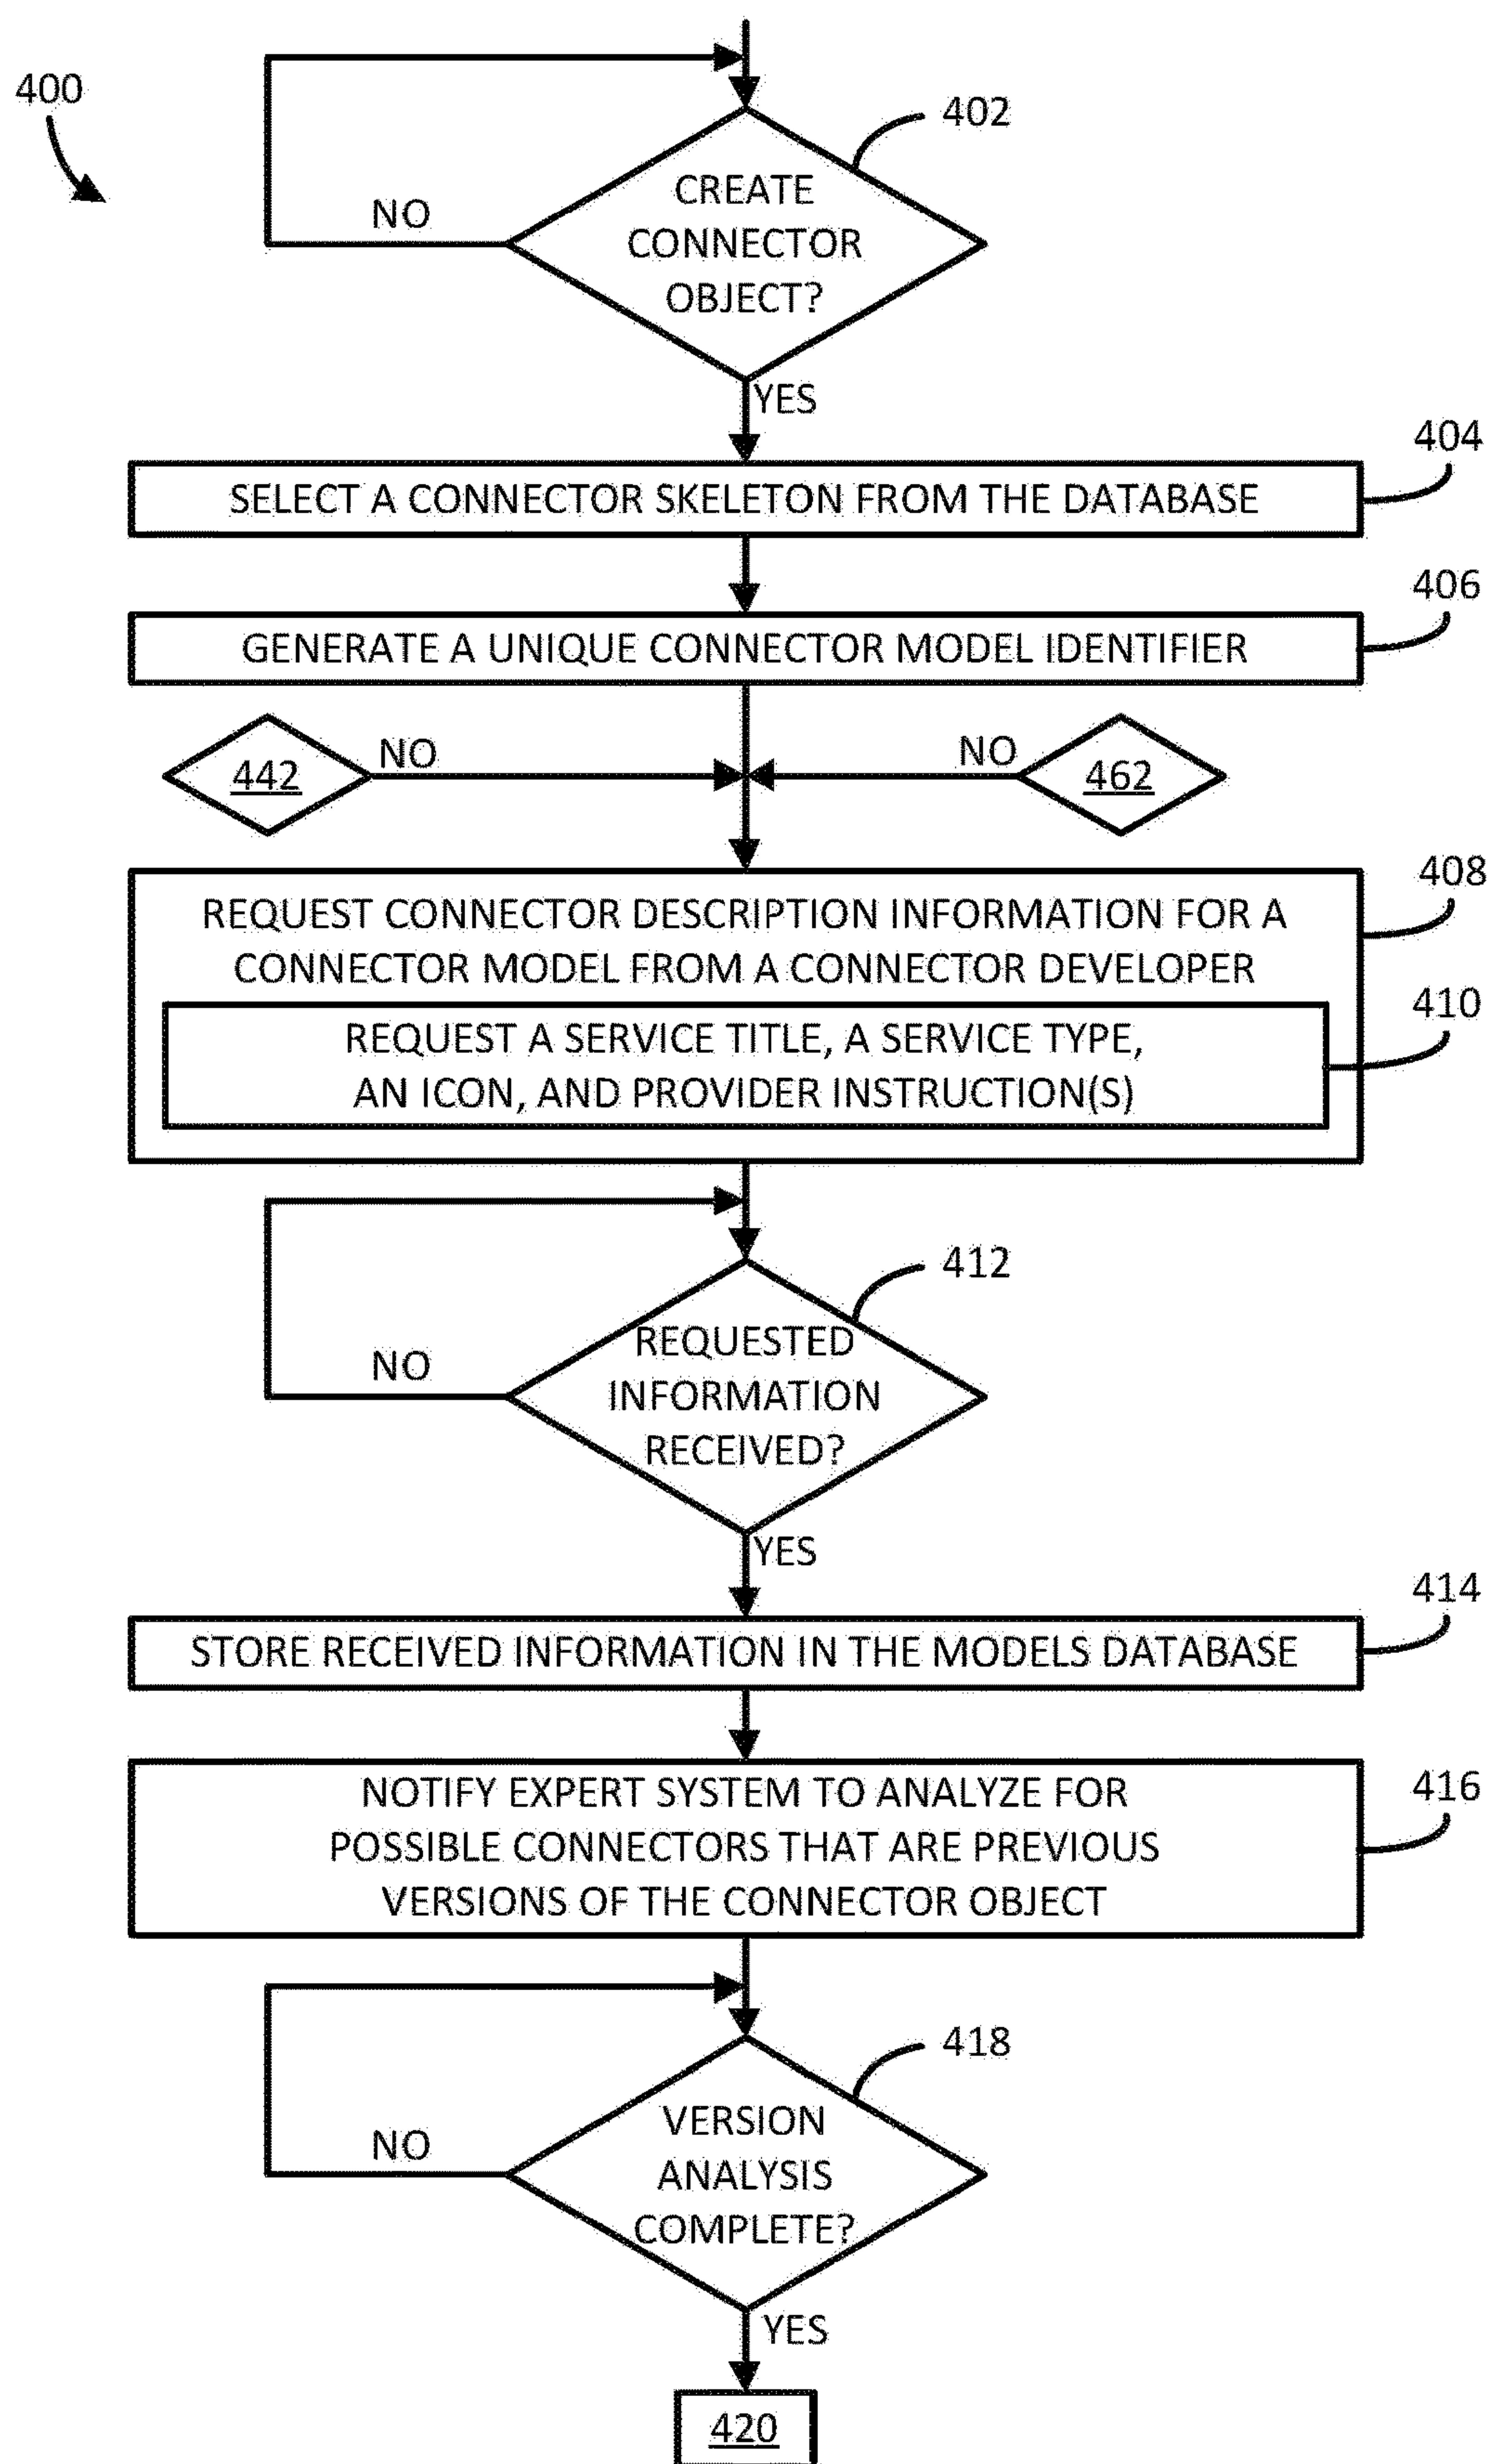 400
402
CREATE
CONNECTOR
OBJECT?
NO
YES
404
SELECT A CONNECTOR SKELETON FROM THE DATABASE
406
GENERATE A UNIQUE CONNECTOR MODEL IDENTIFIER
442
NO
NO
462
408
REQUEST CONNECTOR DESCRIPTION INFORMATION FOR A
CONNECTOR MODEL FROM A CONNECTOR DEVELOPER
410
REQUEST A SERVICE TITLE, A SERVICE TYPE,
AN ICON, AND PROVIDER INSTRUCTION(S)
412
REQUESTED
INFORMATION
RECEIVED?
NO
YES
414
STORE RECEIVED INFORMATION IN THE MODELS DATABASE
416
NOTIFY EXPERT SYSTEM TO ANALYZE FOR
POSSIBLE CONNECTORS THAT ARE PREVIOUS
VERSIONS OF THE CONNECTOR OBJECT
418
VERSION
ANALYSIS
COMPLETE?
NO
YES
420